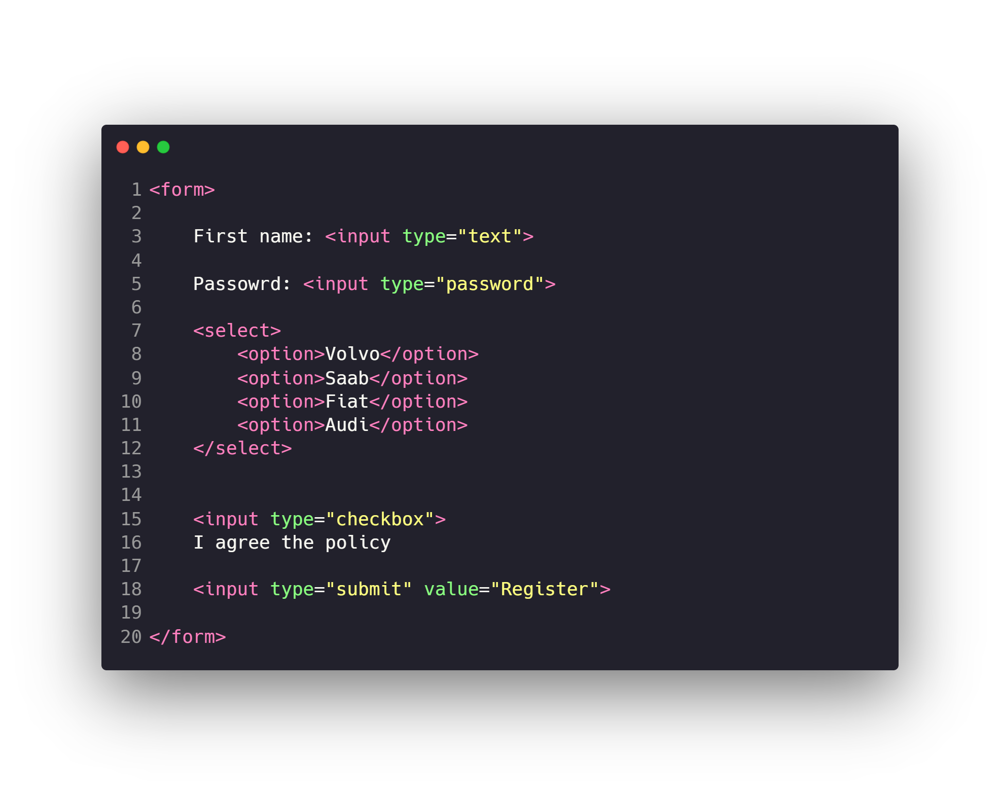 1 <form>
2
3 First name: <input type="text">
4
5 Passowrd: <input type="password">
6
7 <select>
8 <option>Volvo</option>
9 <option>Saab</option>
10 <option>Fiat</option>
11 <option>Audi</option>
12 </select>
13
14
15 <input type="checkbox">
16 I agree the policy
17
18 <input type="submit" value="Register">
19
20 </form>